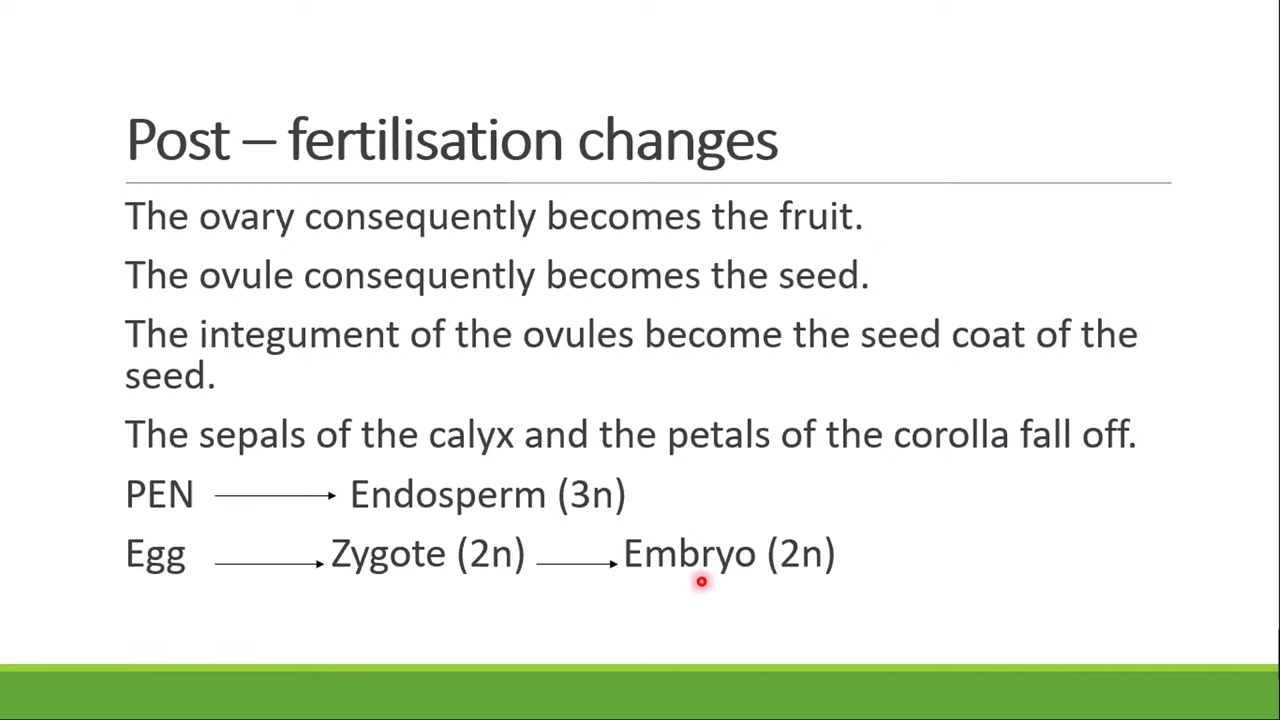 Post – fertilisation changes
The ovary consequently becomes the fruit.
The ovule consequently becomes the seed.
The integument of the ovules become the seed coat of the
seed.
The sepals of the calyx and the petals of the corolla fall off.
PEN Endosperm (3n)
Egg Zygote (2n) Embryo (2n)